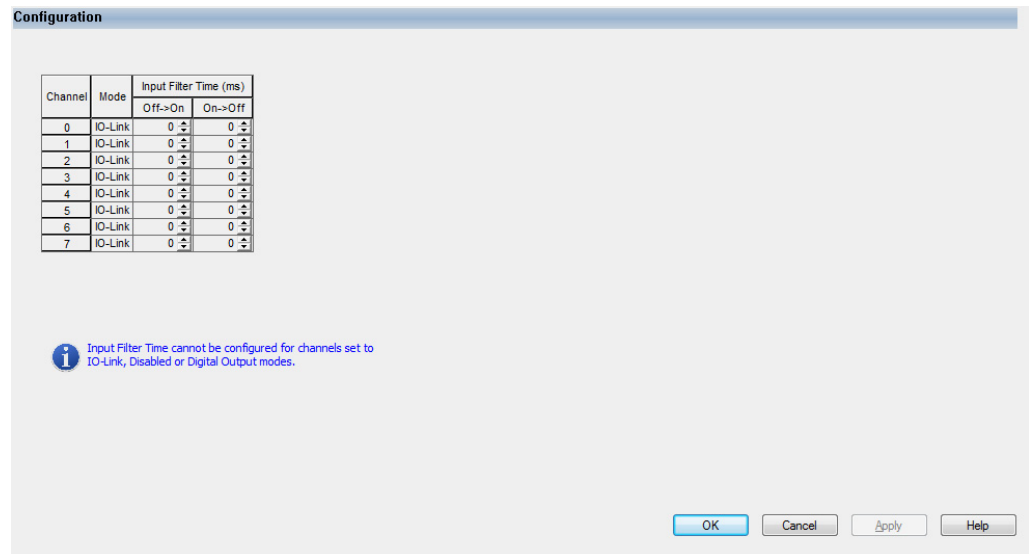 Configuration
Channel Mode Input Filter Time (ms)
Off->On On->Off
0 IO-Link 0 0
1 IO-Link 0 0
2 IO-Link 0 0
3 IO-Link 0 0
4 IO-Link 0 0
5 IO-Link 0 0
6 IO-Link 0 0
7 IO-Link 0 0
Input Filter Time cannot be configured for channels set to
IO-Link, Disabled or Digital Output modes.
OK Cancel Apply Help